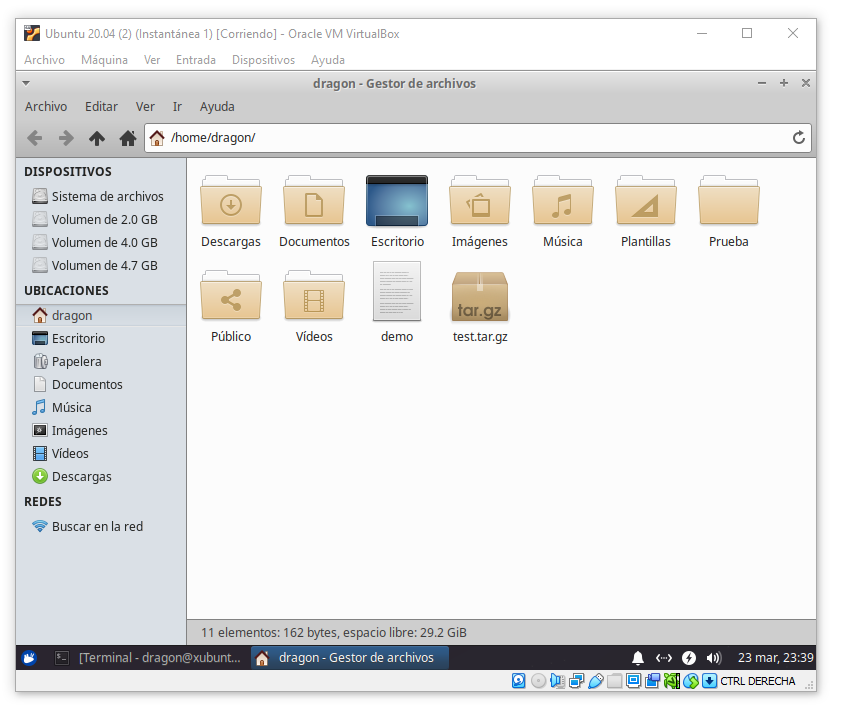 Ubuntu 20.04 (2) (Instantánea 1) [Corriendo] - Oracle VM VirtualBox
Archivo Máquina Ver Entrada Dispositivos Ayuda
dragon - Gestor de archivos
Archivo Editar Ver Ir Ayuda
/home/dragon/
DISPOSITIVOS
Sistema de archivos
Volumen de 2.0 GB
Volumen de 4.0 GB
Volumen de 4.7 GB
UBICACIONES
dragon
Escritorio
Papelera
Documentos
Música
Imágenes
Vídeos
Descargas
REDES
Buscar en la red
Descargas Documentos Escritorio Imágenes Música Plantillas Prueba
tar.gz
Público Vídeos demo test.tar.gz
11 elementos: 162 bytes, espacio libre: 29.2 GiB
[Terminal - dragon@xubunt... dragon - Gestor de archivos 23 mar, 23:39
CTRL DERECHA